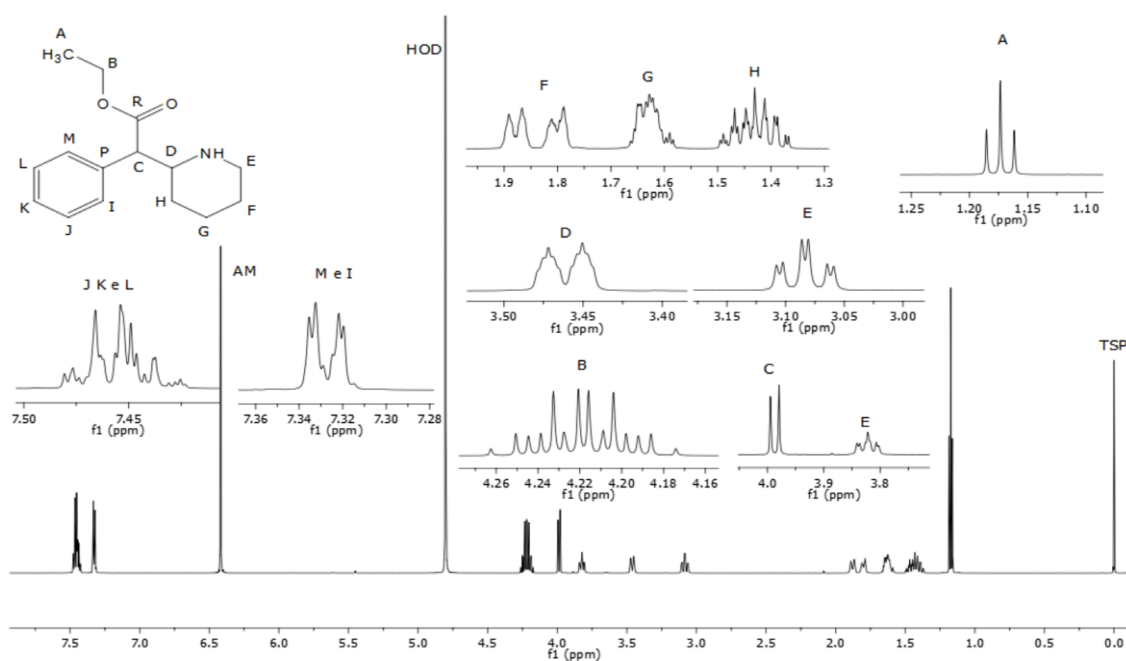 A
H₃C
B
O
R
O
M
P
D
NH
L
C
E
K
I
H
F
J
G
HOD
F
G
H
1.9 1.8 1.7 1.6 1.5 1.4 1.3
f1 (ppm)
A
1.25 1.20 1.15 1.10
f1 (ppm)
D
3.50 3.45 3.40
f1 (ppm)
E
3.15 3.10 3.05 3.00
f1 (ppm)
J K e L
7.50 7.45
f1 (ppm)
AM
M e I
7.36 7.34 7.32 7.30 7.28
f1 (ppm)
B
4.26 4.24 4.22 4.20 4.18 4.16
f1 (ppm)
C
E
4.0 3.9 3.8
f1 (ppm)
TSP
7.5 7.0 6.5 6.0 5.5 5.0 4.5 4.0 3.5 3.0 2.5 2.0 1.5 1.0 0.5 0.0
f1 (ppm)